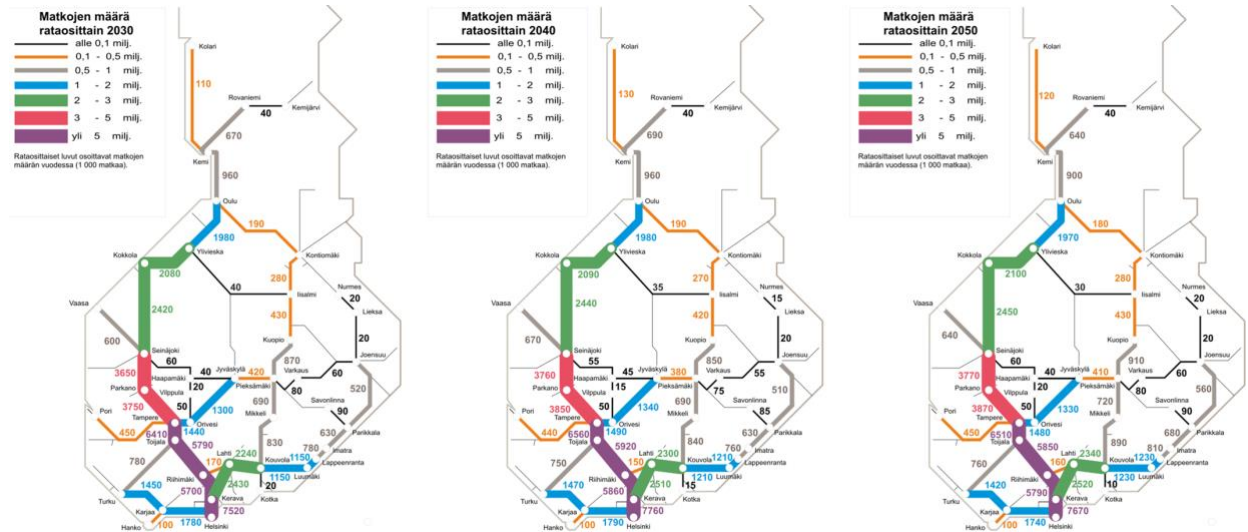 Matkojen määrä
rataosittain 2030
alle 0,1 milj.
0,1 - 0,5 milj.
0,5 - 1 milj.
1 - 2 milj.
2 - 3 milj.
3 - 5 milj.
yli 5 milj.
Rataosittaiset luvut osoittavat matkojen
määrän vuodessa (1 000 matkaa).
Kolari
110
Rovaniemi
40
Kemijärvi
670
Kemi
960
Oulu
190
1980
Kokkola
Ylivieska
Kontiomäki
2080
280
40
Iisalmi
Nurmes
20
Lieksa
2420
430
Vaasa
600
Kuopio
20
Seinäjoki
60
Joensuu
870
Varkaus
60
3650
Haapamäki
40
Jyväskylä
420
Pieksämäki
80
520
Parkano
20
Vilppula
Savonlinna
690
90
3750
50
1300
Mikkeli
Pori
Tampere
Orivesi
Parikkala
450
6410
1440
630
Toijala
5790
830
Imatra
780
780
Lahti
2240
Kouvola
1150
Lappeenranta
170
1150
Luumäki
Riihimäki
2430
20
Turku
1450
5700
Kerava
Kotka
Karjaa
7520
Hanko
100
1780
Helsinki
Matkojen määrä
rataosittain 2040
alle 0,1 milj.
0,1 - 0,5 milj.
0,5 - 1 milj.
1 - 2 milj.
2 - 3 milj.
3 - 5 milj.
yli 5 milj.
Rataosittaiset luvut osoittavat matkojen
määrän vuodessa (1 000 matkaa).
Kolari
130
Rovaniemi
40
Kemijärvi
690
Kemi
960
Oulu
190
1980
Kokkola
Ylivieska
Kontiomäki
2090
270
35
Iisalmi
Nurmes
15
Lieksa
2440
420
Vaasa
670
Kuopio
20
Seinäjoki
55
Joensuu
850
Varkaus
60
3760
Haapamäki
45
Jyväskylä
380
Pieksämäki
75
510
Parkano
15
Vilppula
Savonlinna
690
85
3850
50
1340
Mikkeli
Pori
Tampere
Orivesi
Parikkala
440
6560
1490
630
Toijala
5920
840
Imatra
760
750
Lahti
2300
Kouvola
1210
Lappeenranta
150
1210
Luumäki
Riihimäki
2510
15
Turku
1470
5860
Kerava
Kotka
Karjaa
7760
Hanko
100
1790
Helsinki
Matkojen määrä
rataosittain 2050
alle 0,1 milj.
0,1 - 0,5 milj.
0,5 - 1 milj.
1 - 2 milj.
2 - 3 milj.
3 - 5 milj.
yli 5 milj.
Rataosittaiset luvut osoittavat matkojen
määrän vuodessa (1 000 matkaa).
Kolari
120
Rovaniemi
40
Kemijärvi
640
Kemi
900
Oulu
180
1970
Kokkola
Ylivieska
Kontiomäki
2100
280
30
Iisalmi
Nurmes
20
Lieksa
2450
430
Vaasa
640
Kuopio
20
Seinäjoki
60
Joensuu
910
Varkaus
60
3770
Haapamäki
40
Jyväskylä
410
Pieksämäki
80
560
Parkano
20
Vilppula
Savonlinna
720
90
3870
50
1330
Mikkeli
Pori
Tampere
Orivesi
Parikkala
450
6510
1480
680
Toijala
5850
890
Imatra
810
780
Lahti
2340
Kouvola
1230
Lappeenranta
160
1230
Luumäki
Riihimäki
2520
10
Turku
1420
5790
Kerava
Kotka
Karjaa
7670
Hanko
100
1740
Helsinki